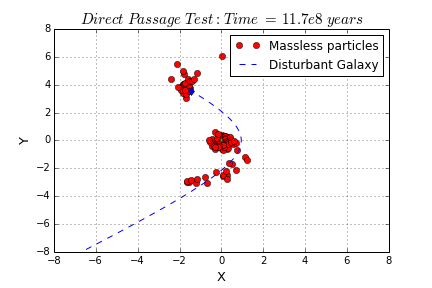 Direct Passage Test: Time = 11.7e8 years
Massless particles
Disturbant Galaxy
8
6
4
2
0
−2
−4
−6
−8
Y
−8 −6 −4 −2 0 2 4 6 8
X